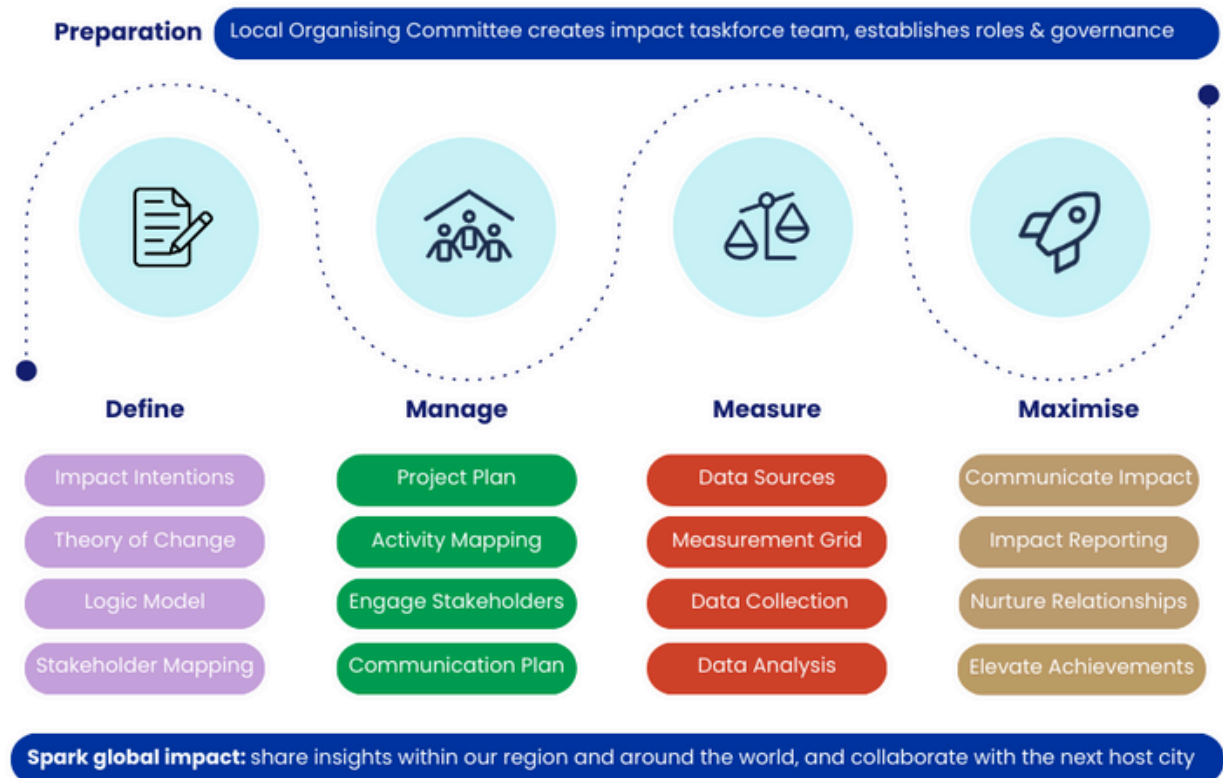 Preparation
Local Organising Committee creates impact taskforce team, establishes roles & governance
Define
Impact Intentions
Theory of Change
Logic Model
Stakeholder Mapping
Manage
Project Plan
Activity Mapping
Engage Stakeholders
Communication Plan
Measure
Data Sources
Measurement Grid
Data Collection
Data Analysis
Maximise
Communicate Impact
Impact Reporting
Nurture Relationships
Elevate Achievements
Spark global impact: share insights within our region and around the world, and collaborate with the next host city